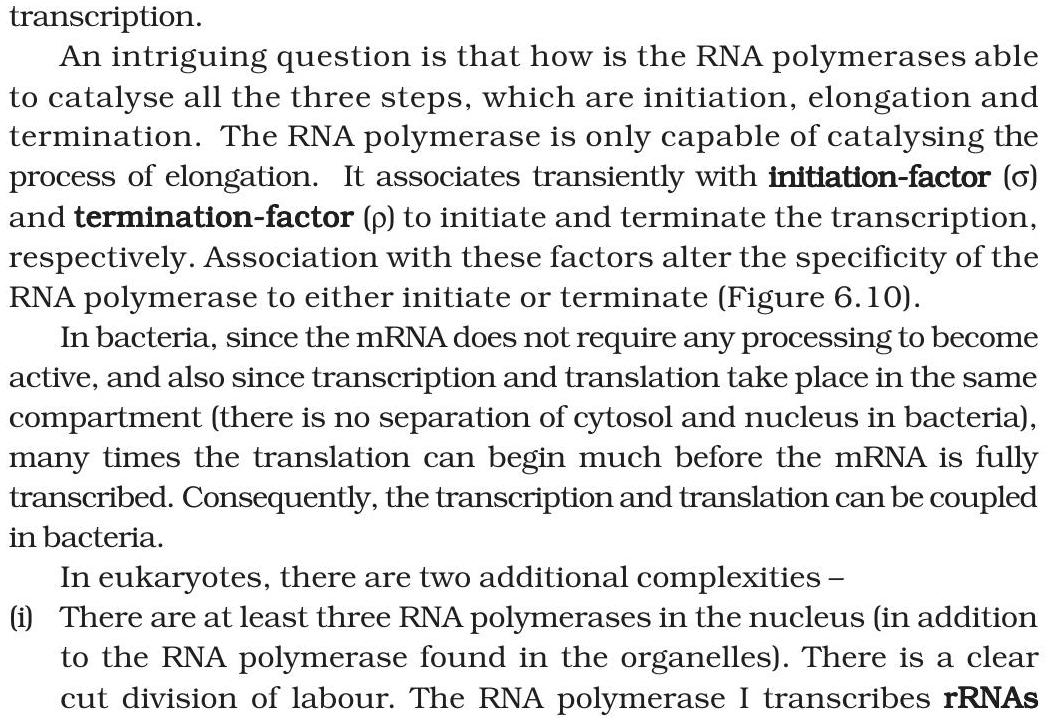 transcription.
An intriguing question is that how is the RNA polymerases able
to catalyse all the three steps, which are initiation, elongation and
termination. The RNA polymerase is only capable of catalysing the
process of elongation. It associates transiently with initiation-factor (σ)
and termination-factor (ρ) to initiate and terminate the transcription,
respectively. Association with these factors alter the specificity of the
RNA polymerase to either initiate or terminate (Figure 6.10).
In bacteria, since the mRNA does not require any processing to become
active, and also since transcription and translation take place in the same
compartment (there is no separation of cytosol and nucleus in bacteria),
many times the translation can begin much before the mRNA is fully
transcribed. Consequently, the transcription and translation can be coupled
in bacteria.
In eukaryotes, there are two additional complexities –
(i) There are at least three RNA polymerases in the nucleus (in addition
to the RNA polymerase found in the organelles). There is a clear
cut division of labour. The RNA polymerase I transcribes rRNAs